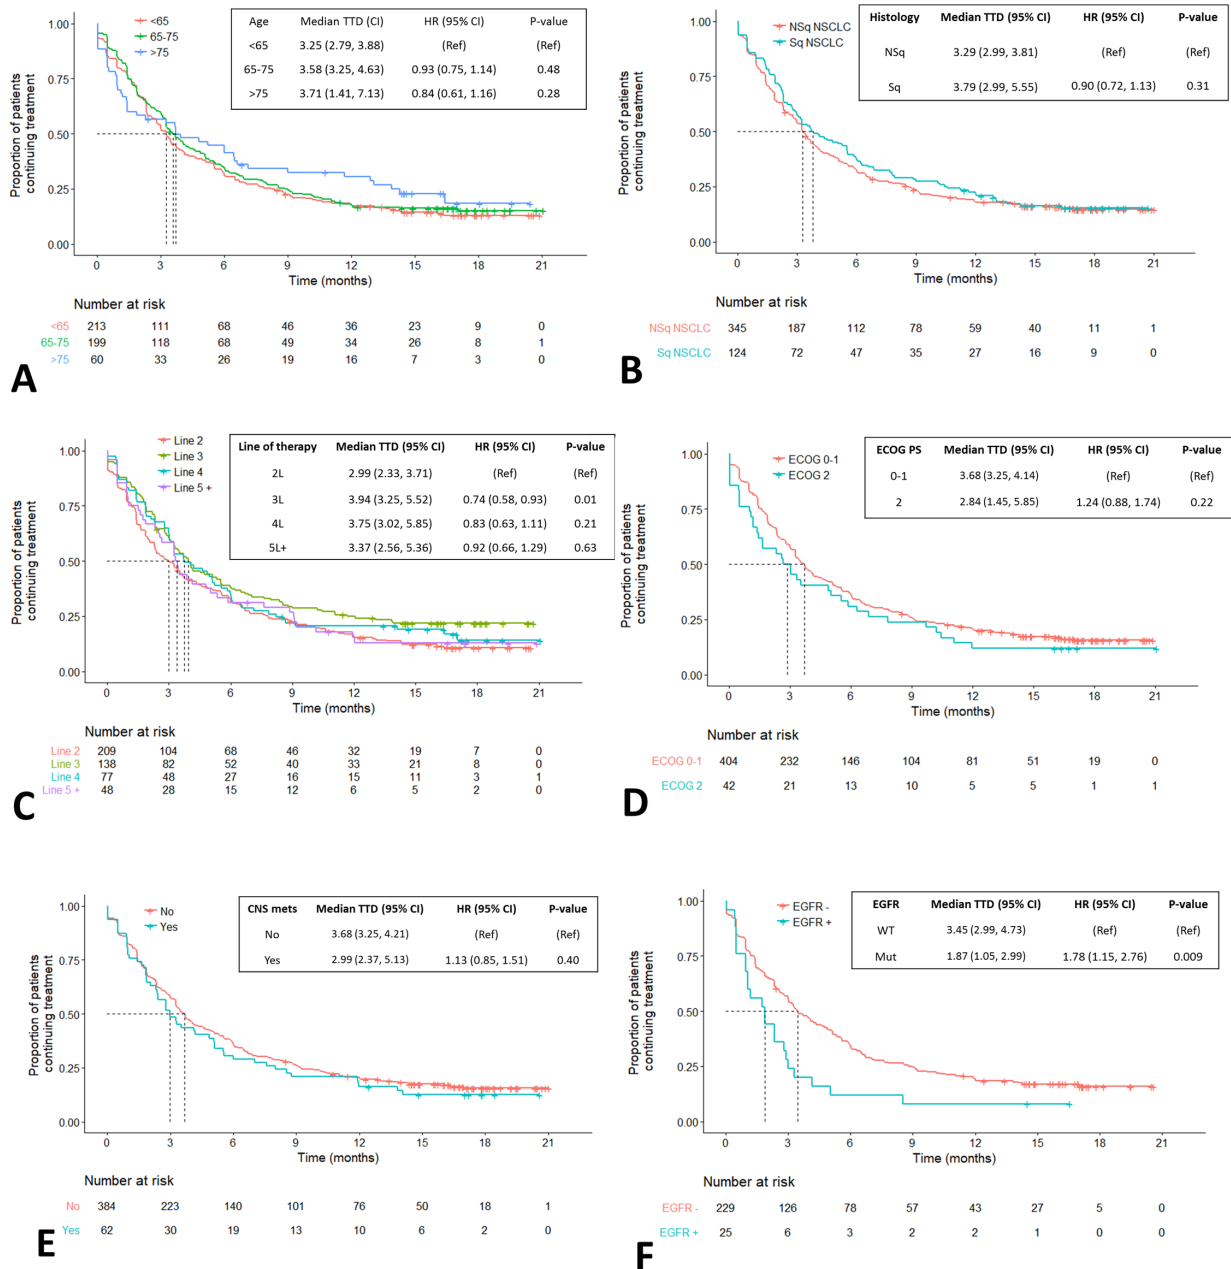 <65
65-75
>75
Age Median TTD (CI) HR (95% CI) P-value
<65 3.25 (2.79, 3.88) (Ref) (Ref)
65-75 3.58 (3.25, 4.63) 0.93 (0.75, 1.14) 0.48
>75 3.71 (1.41, 7.13) 0.84 (0.61, 1.16) 0.28
Proportion of patients
continuing treatment
1.00
0.75
0.50
0.25
0.00
0 3 6 9 12 15 18 21
Time (months)
Number at risk
<65 213 111 68 46 36 23 9 0
65-75 199 118 68 49 34 26 8 1
>75 60 33 26 19 16 7 3 0
A
NSq NSCLC
Sq NSCLC
Histology Median TTD (95% CI) HR (95% CI) P-value
NSq 3.29 (2.99, 3.81) (Ref) (Ref)
Sq 3.79 (2.99, 5.55) 0.90 (0.72, 1.13) 0.31
Proportion of patients
continuing treatment
1.00
0.75
0.50
0.25
0.00
0 3 6 9 12 15 18 21
Time (months)
Number at risk
NSq NSCLC 345 187 112 78 59 40 11 1
Sq NSCLC 124 72 47 35 27 16 9 0
B
Line 2
Line 3
Line 4
Line 5 +
Line of therapy Median TTD (95% CI) HR (95% CI) P-value
2L 2.99 (2.33, 3.71) (Ref) (Ref)
3L 3.94 (3.25, 5.52) 0.74 (0.58, 0.93) 0.01
4L 3.75 (3.02, 5.85) 0.83 (0.63, 1.11) 0.21
5L+ 3.37 (2.56, 5.36) 0.92 (0.66, 1.29) 0.63
Proportion of patients
continuing treatment
1.00
0.75
0.50
0.25
0.00
0 3 6 9 12 15 18 21
Time (months)
Number at risk
Line 2 209 104 68 46 32 19 7 0
Line 3 138 82 52 40 33 21 8 0
Line 4 77 48 27 16 15 11 3 1
Line 5 + 48 28 15 12 6 5 2 0
C
ECOG 0-1
ECOG 2
ECOG PS Median TTD (95% CI) HR (95% CI) P-value
0-1 3.68 (3.25, 4.14) (Ref) (Ref)
2 2.84 (1.45, 5.85) 1.24 (0.88, 1.74) 0.22
Proportion of patients
continuing treatment
1.00
0.75
0.50
0.25
0.00
0 3 6 9 12 15 18 21
Time (months)
Number at risk
ECOG 0-1 404 232 146 104 81 51 19 0
ECOG 2 42 21 13 10 5 5 1 1
D
No
Yes
CNS mets Median TTD (95% CI) HR (95% CI) P-value
No 3.68 (3.25, 4.21) (Ref) (Ref)
Yes 2.99 (2.37, 5.13) 1.13 (0.85, 1.51) 0.40
Proportion of patients
continuing treatment
1.00
0.75
0.50
0.25
0.00
0 3 6 9 12 15 18 21
Time (months)
Number at risk
No 384 223 140 101 76 50 18 1
Yes 62 30 19 13 10 6 2 0
E
EGFR -
EGFR +
EGFR Median TTD (95% CI) HR (95% CI) P-value
WT 3.45 (2.99, 4.73) (Ref) (Ref)
Mut 1.87 (1.05, 2.99) 1.78 (1.15, 2.76) 0.009
Proportion of patients
continuing treatment
1.00
0.75
0.50
0.25
0.00
0 3 6 9 12 15 18 21
Time (months)
Number at risk
EGFR - 229 126 78 57 43 27 5 0
EGFR + 25 6 3 2 2 1 0 0
F